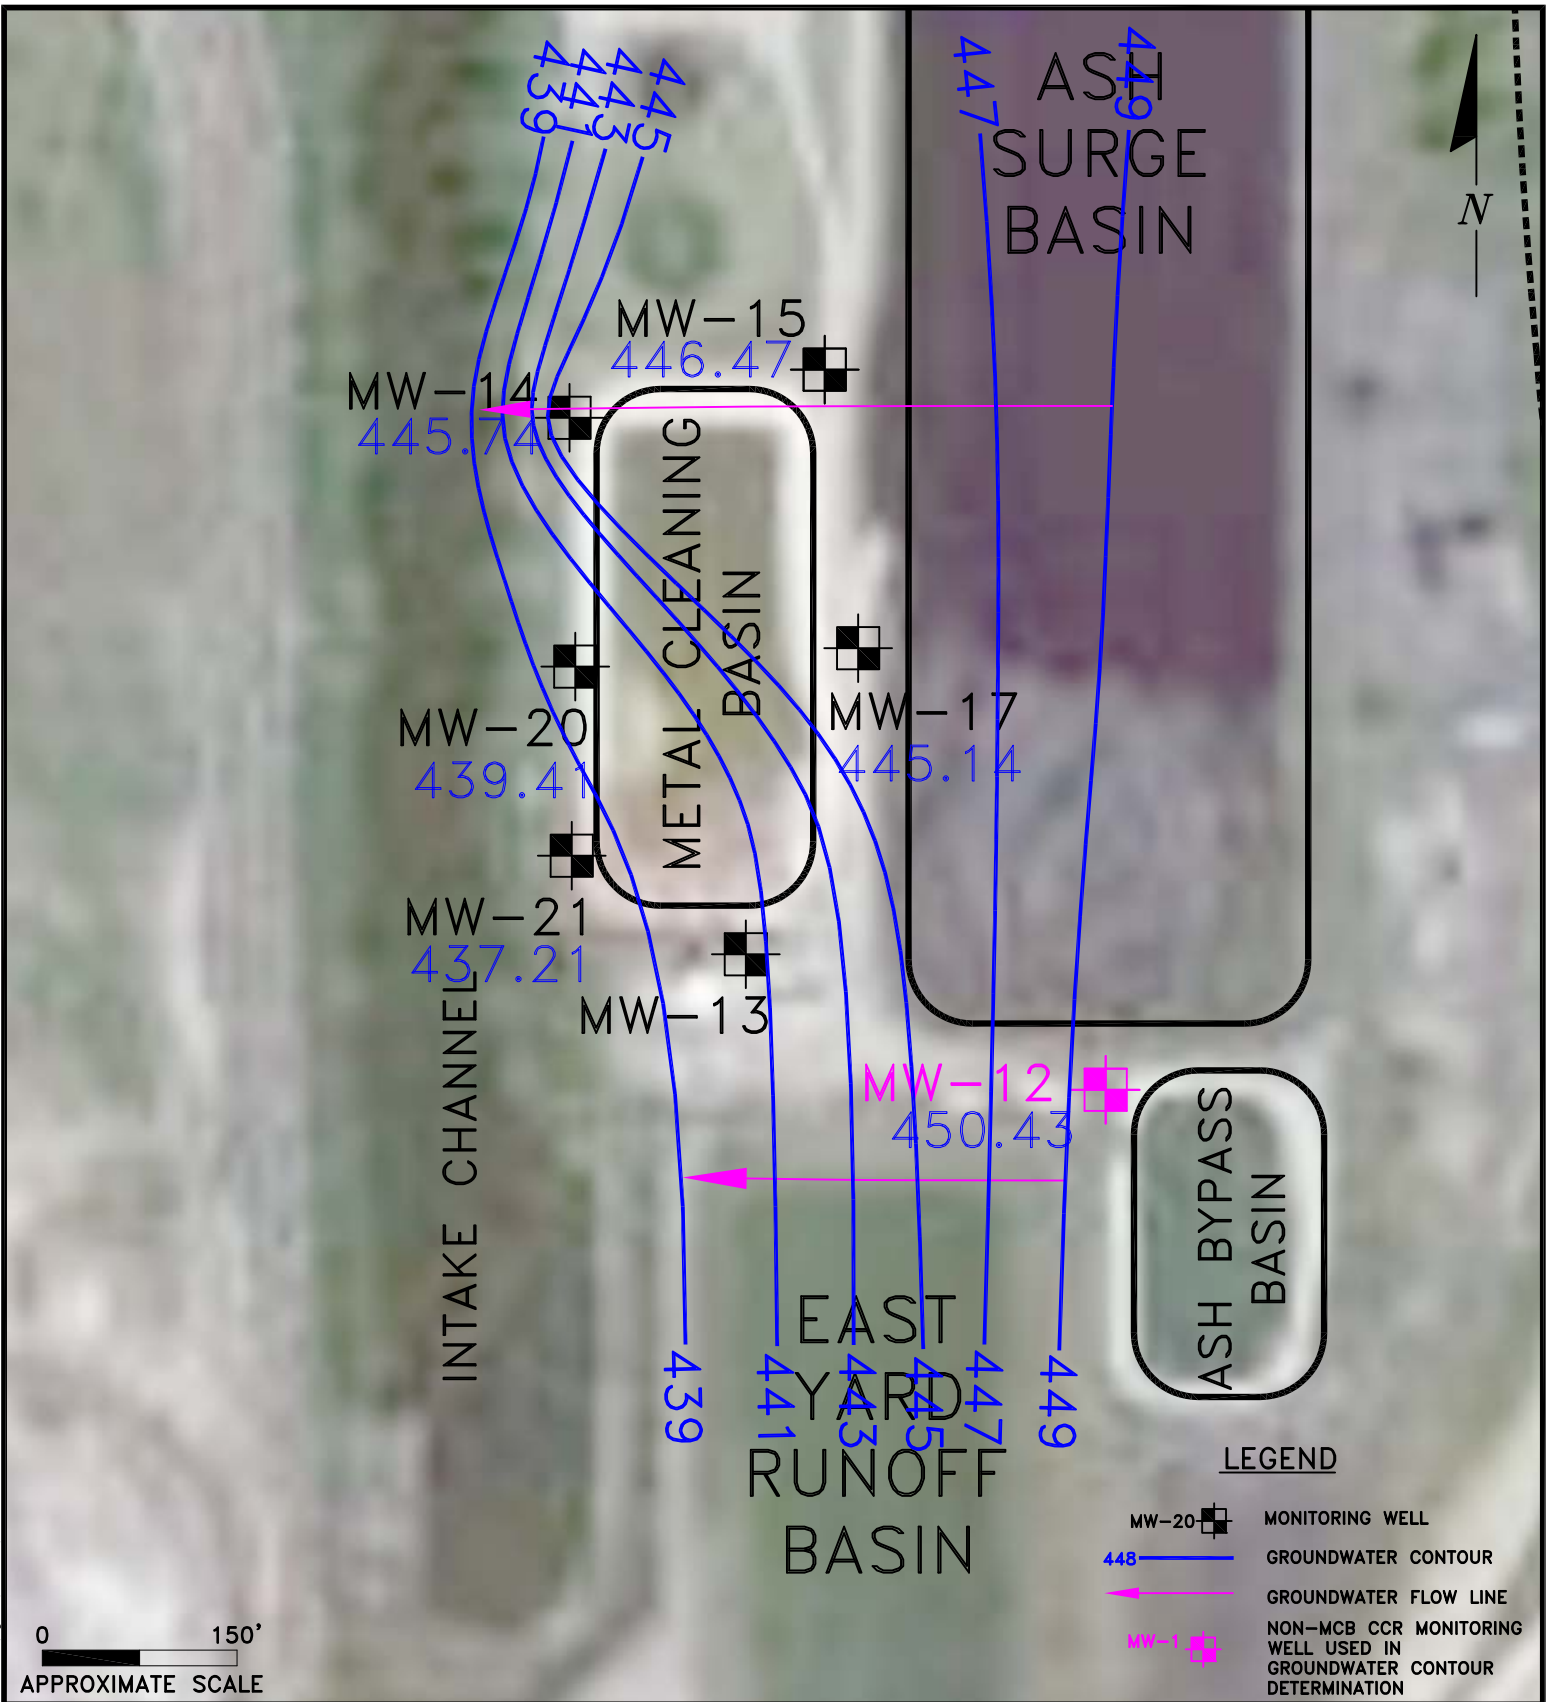 439
441
443
445
447
449
ASH
SURGE
BASIN
N
MW-15
446.47
MW-14
445.74
METAL CLEANING
BASIN
MW-17
445.14
MW-20
439.41
MW-21
437.21
MW-13
INTAKE CHANNEL
MW-12
450.43
ASH BYPASS
BASIN
EAST
YARD
RUNOFF
BASIN
439
441
443
445
447
449
LEGEND
MW-20 MONITORING WELL
448 GROUNDWATER CONTOUR
GROUNDWATER FLOW LINE
MW-1 NON-MCB CCR MONITORING
WELL USED IN
GROUNDWATER CONTOUR
DETERMINATION
0 150'
APPROXIMATE SCALE